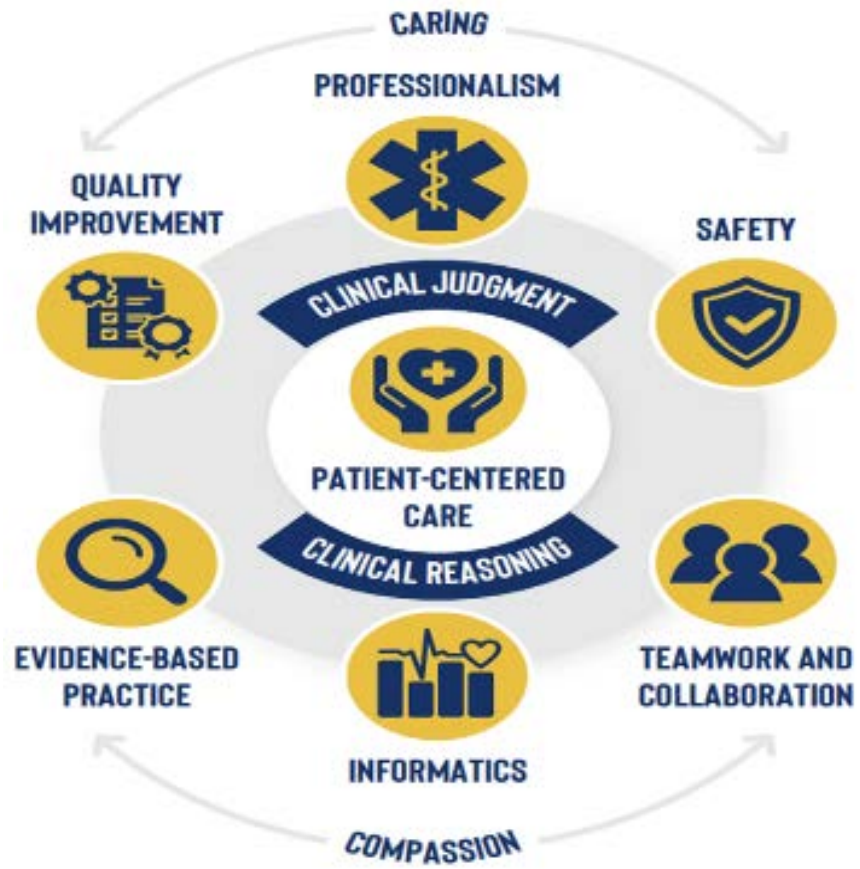 CARING
PROFESSIONALISM
QUALITY
IMPROVEMENT
SAFETY
CLINICAL JUDGMENT
PATIENT-CENTERED
CARE
CLINICAL REASONING
EVIDENCE-BASED
PRACTICE
TEAMWORK AND
COLLABORATION
INFORMATICS
COMPASSION